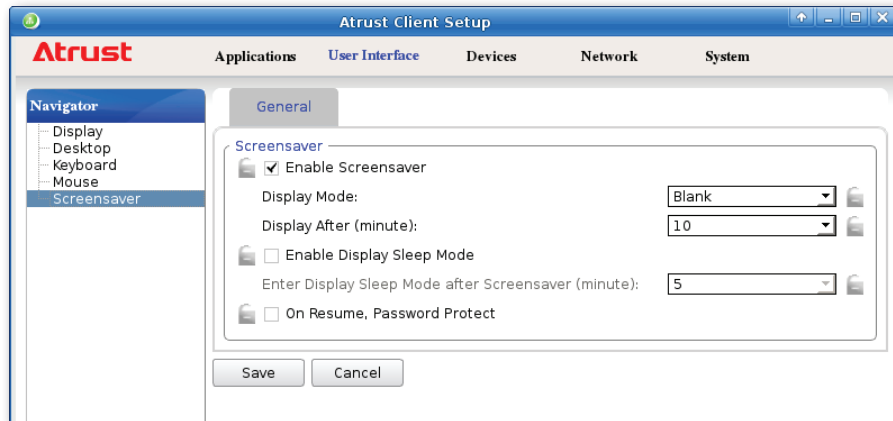 Atrust Client Setup
Atrust
Applications User Interface Devices Network System
Navigator
Display
Desktop
Keyboard
Mouse
Screensaver
General
Screensaver
Enable Screensaver
Display Mode: Blank
Display After (minute): 10
Enable Display Sleep Mode
Enter Display Sleep Mode after Screensaver (minute): 5
On Resume, Password Protect
Save Cancel